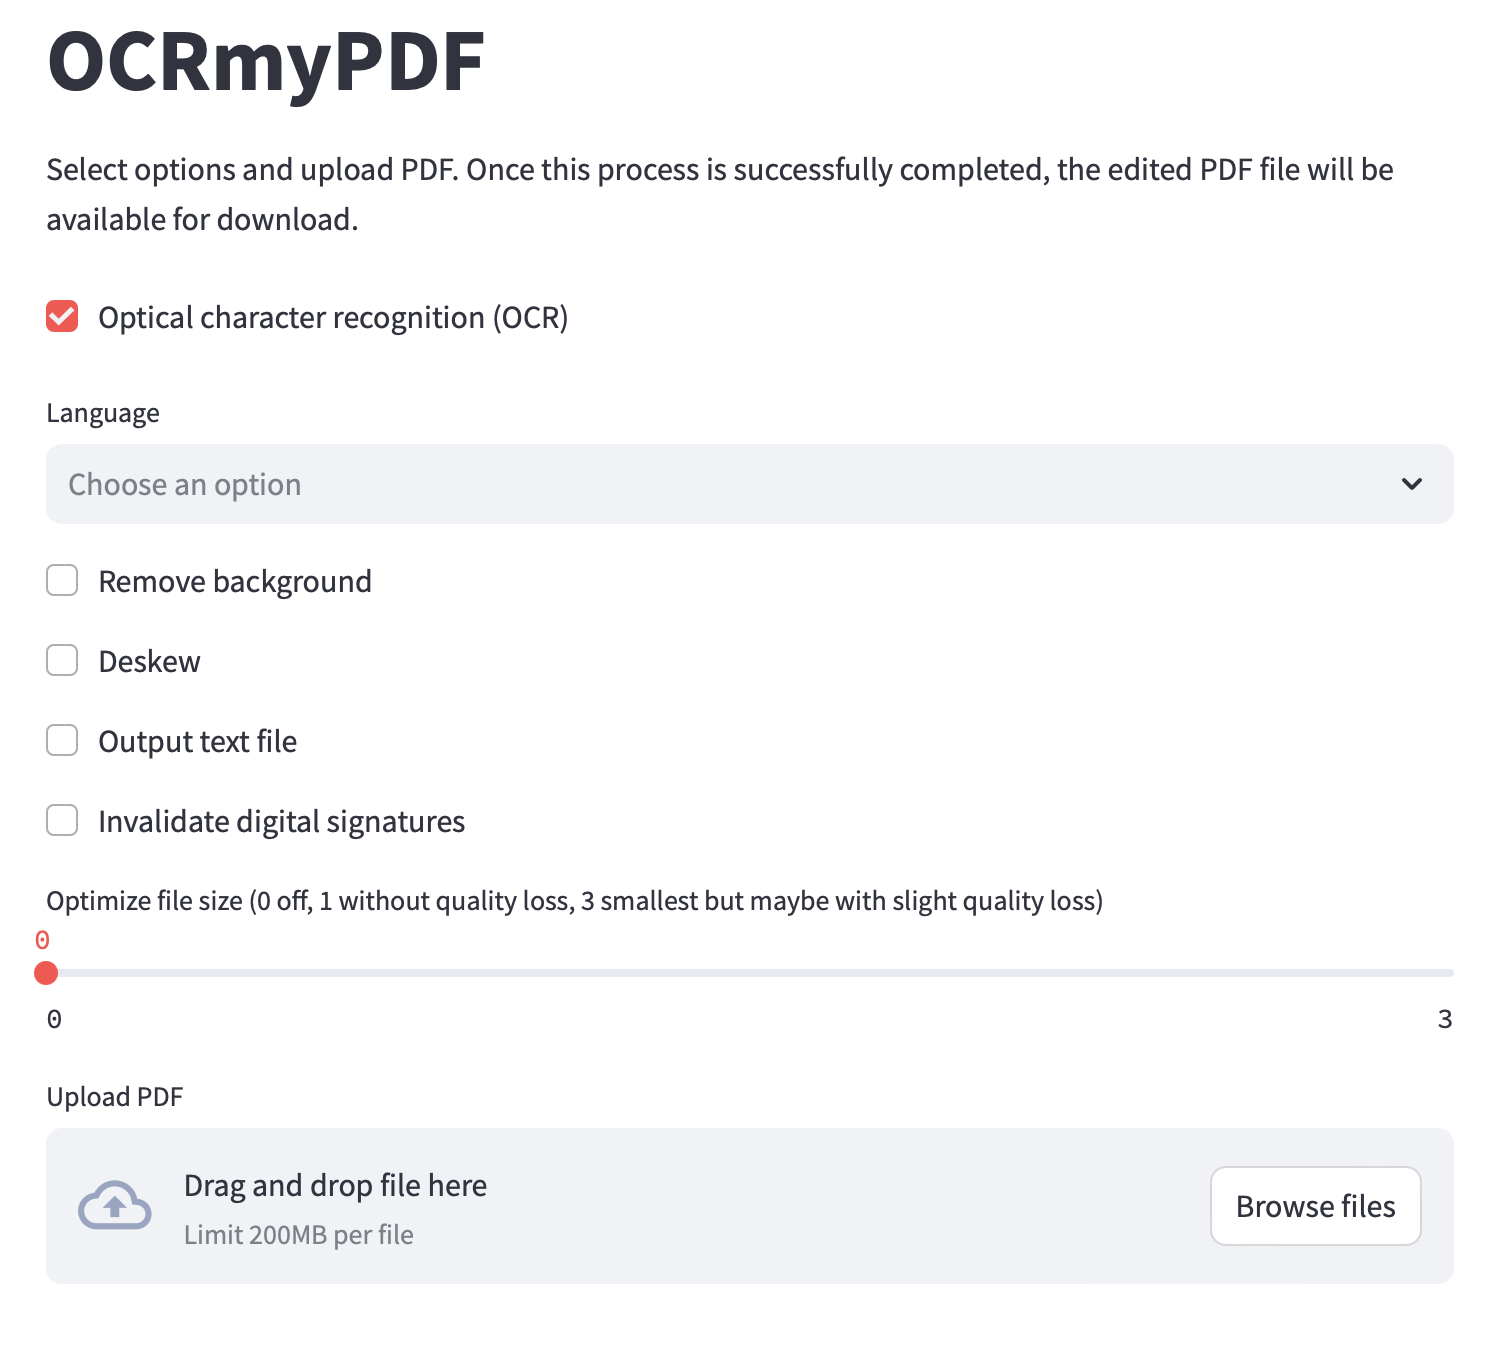 OCRmyPDF
Select options and upload PDF. Once this process is successfully completed, the edited PDF file will be
available for download.
Optical character recognition (OCR)
Language
Choose an option
Remove background
Deskew
Output text file
Invalidate digital signatures
Optimize file size (0 off, 1 without quality loss, 3 smallest but maybe with slight quality loss)
0
0 3
Upload PDF
Drag and drop file here
Limit 200MB per file
Browse files